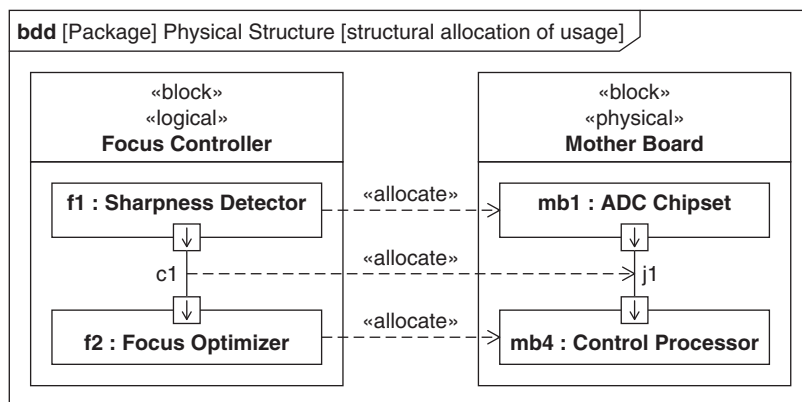 bdd [Package] Physical Structure [structural allocation of usage]
«block»
«logical»
Focus Controller
f1 : Sharpness Detector
c1
f2 : Focus Optimizer
«allocate»
«allocate»
«allocate»
«block»
«physical»
Mother Board
mb1 : ADC Chipset
j1
mb4 : Control Processor